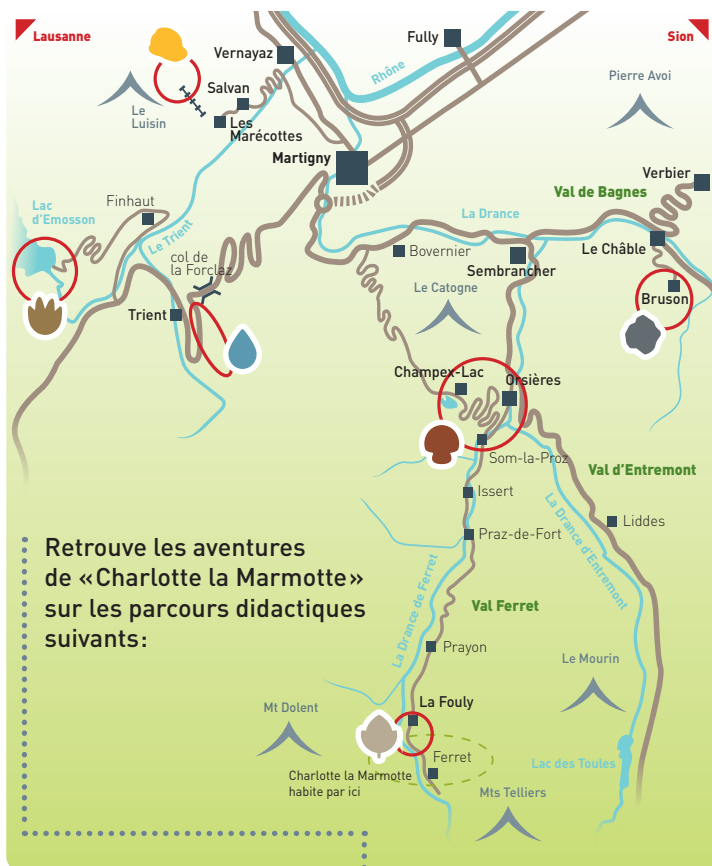 Lausanne
Sion
Fully
Vernayaz
Rhône
Pierre Avoi
Salvan
Le
Luisin
Les
Marécottes
Martigny
Verbier
Val de Bagnes
Finhaut
Lac
d'Emosson
La Drance
Le Trient
Le Châble
col de
la Forclaz
Bovernier
Sembrancher
Le Catogne
Bruson
Trient
Champex-Lac
Orsières
Som-la-Proz
Val d'Entremont
Issert
Liddes
Praz-de-Fort
La Drance d'Entremont
Retrouve les aventures
de «Charlotte la Marmotte»
sur les parcours didactiques
suivants:
La Drance de Ferret
Val Ferret
Prayon
Le Mourin
La Fouly
Mt Dolent
Ferret
Lac des Toules
Charlotte la Marmotte
habite par ici
Mts Telliers